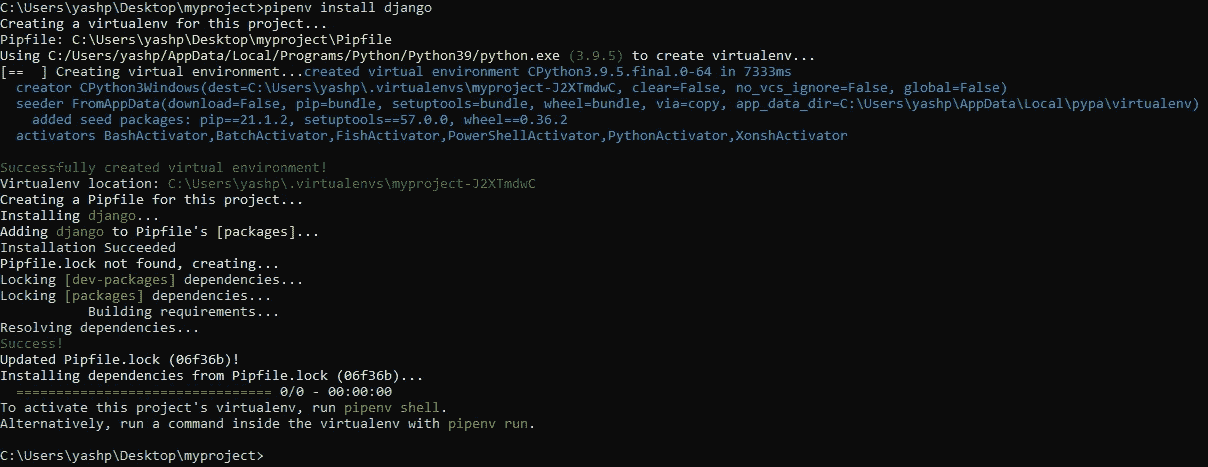 C:\Users\yashp\Desktop\myproject>pipenv install django
Creating a virtualenv for this project...
Pipfile: C:\Users\yashp\Desktop\myproject\Pipfile
Using C:/Users/yashp/AppData/Local/Programs/Python/Python39/python.exe (3.9.5) to create virtualenv...
[==  ] Creating virtual environment...created virtual environment CPython3.9.5.final.0-64 in 7333ms
  creator CPython3Windows(dest=C:\Users\yashp\.virtualenvs\myproject-J2XTmdwC, clear=False, no_vcs_ignore=False, global=False)
  seeder FromAppData(download=False, pip=bundle, setuptools=bundle, wheel=bundle, via=copy, app_data_dir=C:\Users\yashp\AppData\Local\pypa\virtualenv)
    added seed packages: pip==21.1.2, setuptools==57.0.0, wheel==0.36.2
  activators BashActivator,BatchActivator,FishActivator,PowerShellActivator,PythonActivator,XonshActivator
Successfully created virtual environment!
Virtualenv location: C:\Users\yashp\.virtualenvs\myproject-J2XTmdwC
Creating a Pipfile for this project...
Installing django...
Adding django to Pipfile's [packages]...
Installation Succeeded
Pipfile.lock not found, creating...
Locking [dev-packages] dependencies...
Locking [packages] dependencies...
           Building requirements...
Resolving dependencies...
Success!
Updated Pipfile.lock (06f36b)!
Installing dependencies from Pipfile.lock (06f36b)...
  ================================ 0/0 - 00:00:00
To activate this project's virtualenv, run pipenv shell.
Alternatively, run a command inside the virtualenv with pipenv run.
C:\Users\yashp\Desktop\myproject>